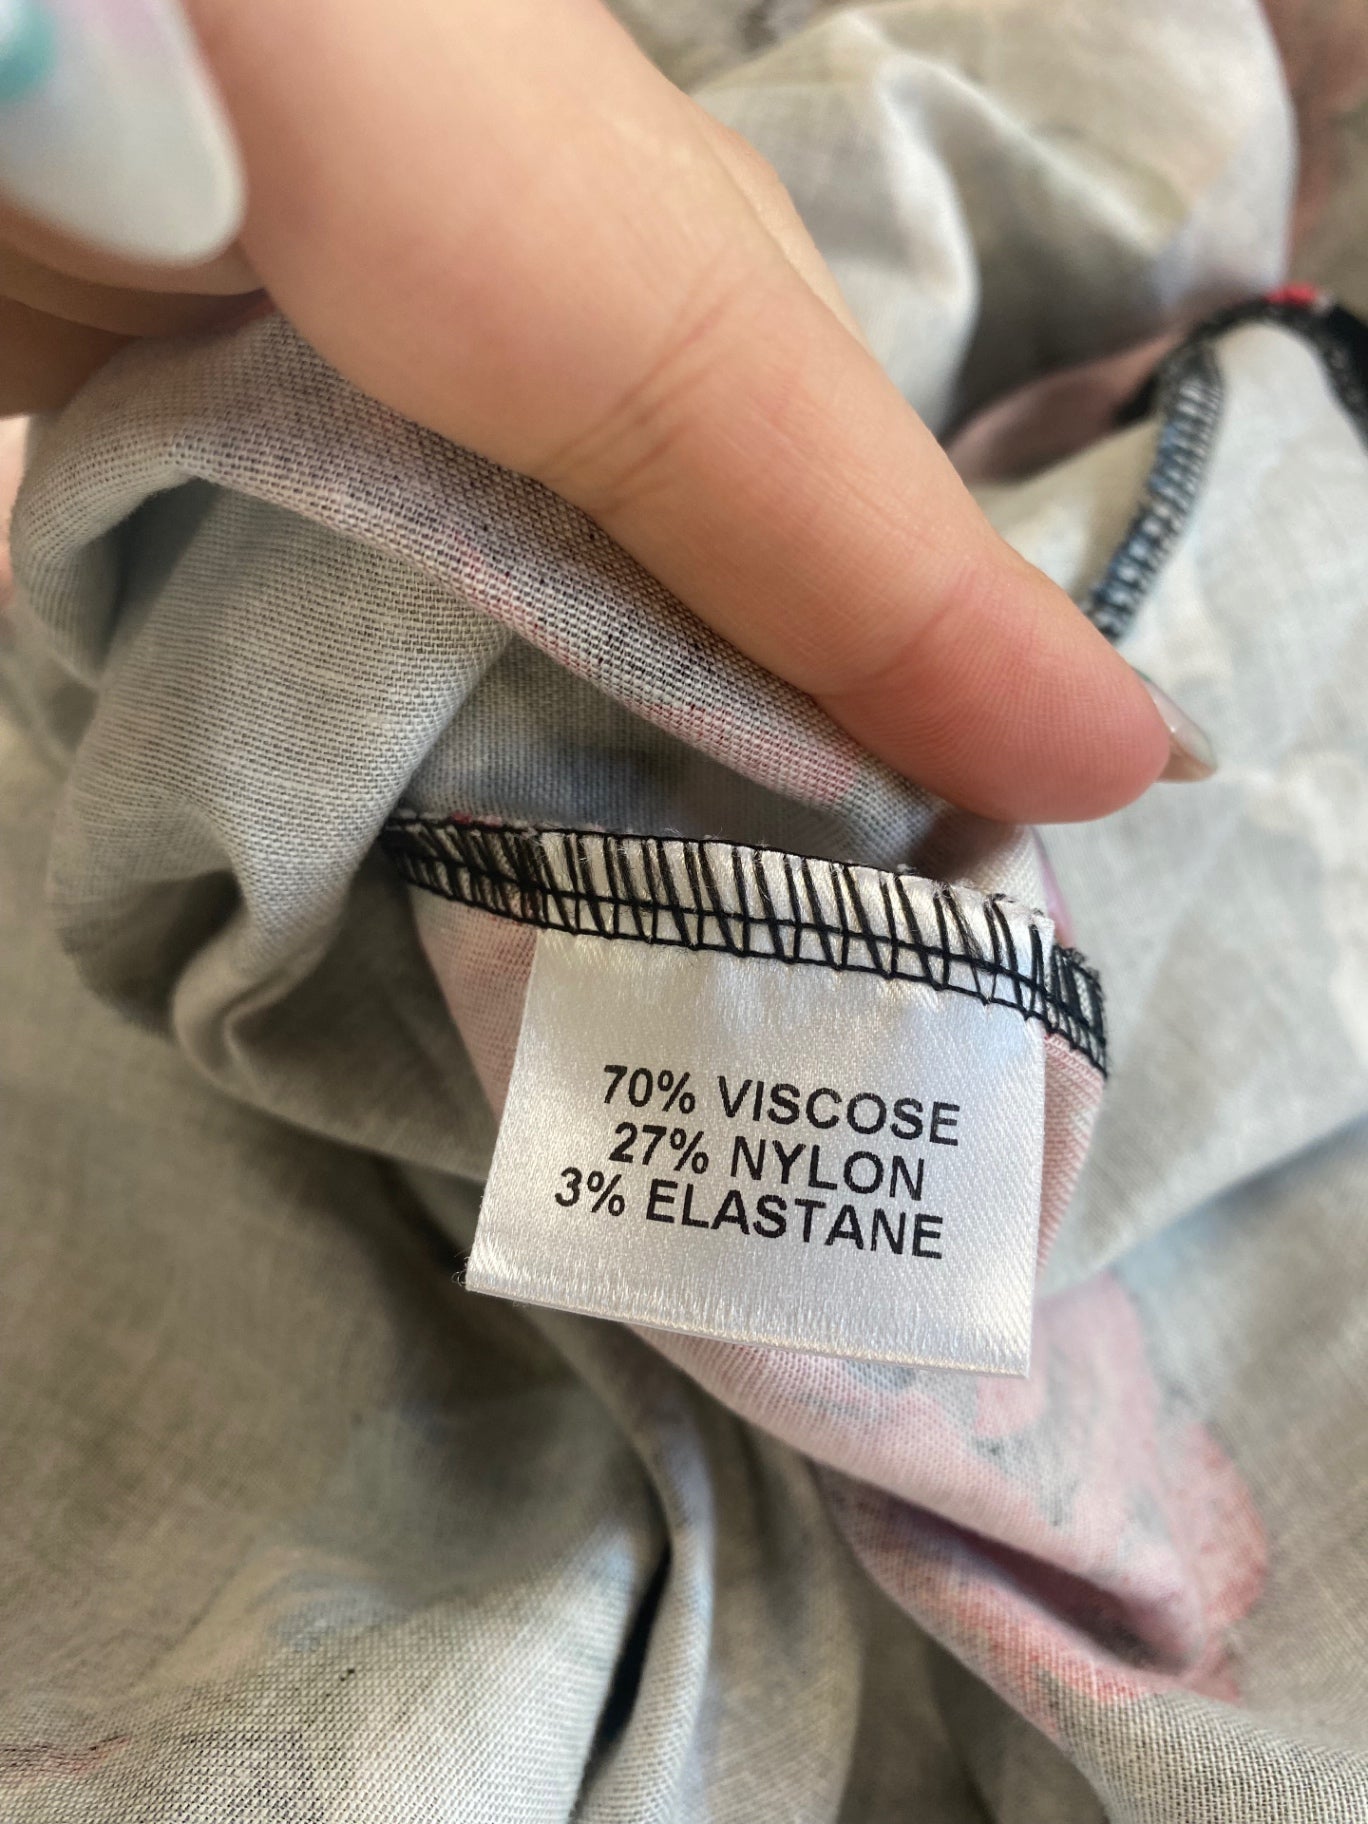 70% VISCOSE
27% NYLON
3% ELASTANE